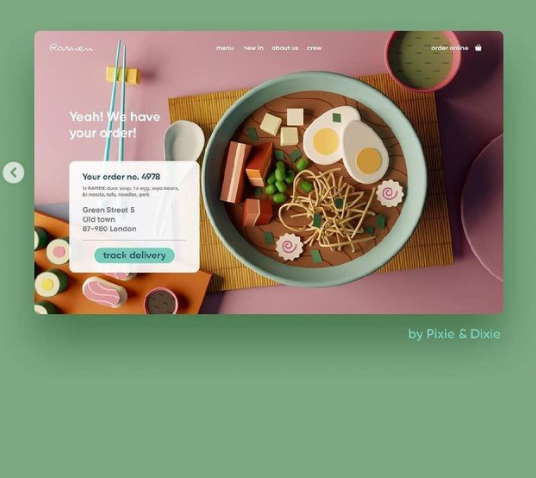 Ramen
menu new in about us crew
order online
Yeah! We have
your order!
Your order no. 4978
1x RAMEN: duck soup, 1 x egg, soya beans,
4x naruto, tofu, noodles, pork
Green Street 5
Old town
87-980 London
track delivery
by Pixie & Dixie